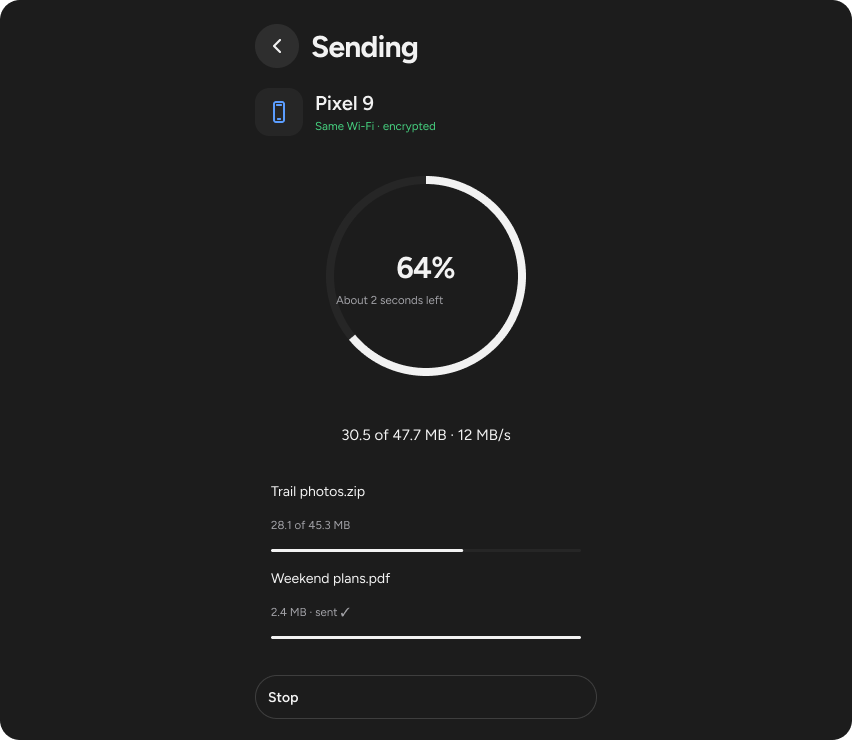 Sending
Pixel 9
Same Wi-Fi · encrypted
64%
About 2 seconds left
30.5 of 47.7 MB · 12 MB/s
Trail photos.zip
28.1 of 45.3 MB
Weekend plans.pdf
2.4 MB · sent ✓
Stop